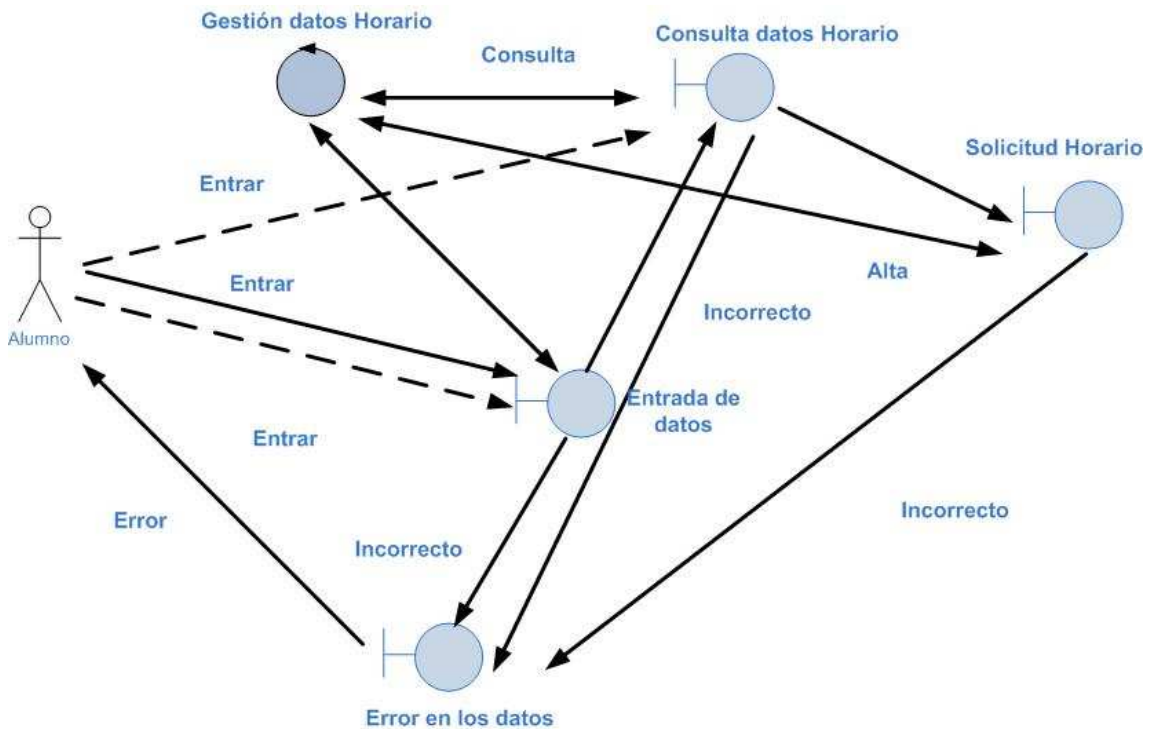 Gestión datos Horario
Consulta datos Horario
Consulta
Solicitud Horario
Entrar
Alta
Entrar
Incorrecto
Alumno
Entrada de
datos
Entrar
Incorrecto
Error
Incorrecto
Error en los datos